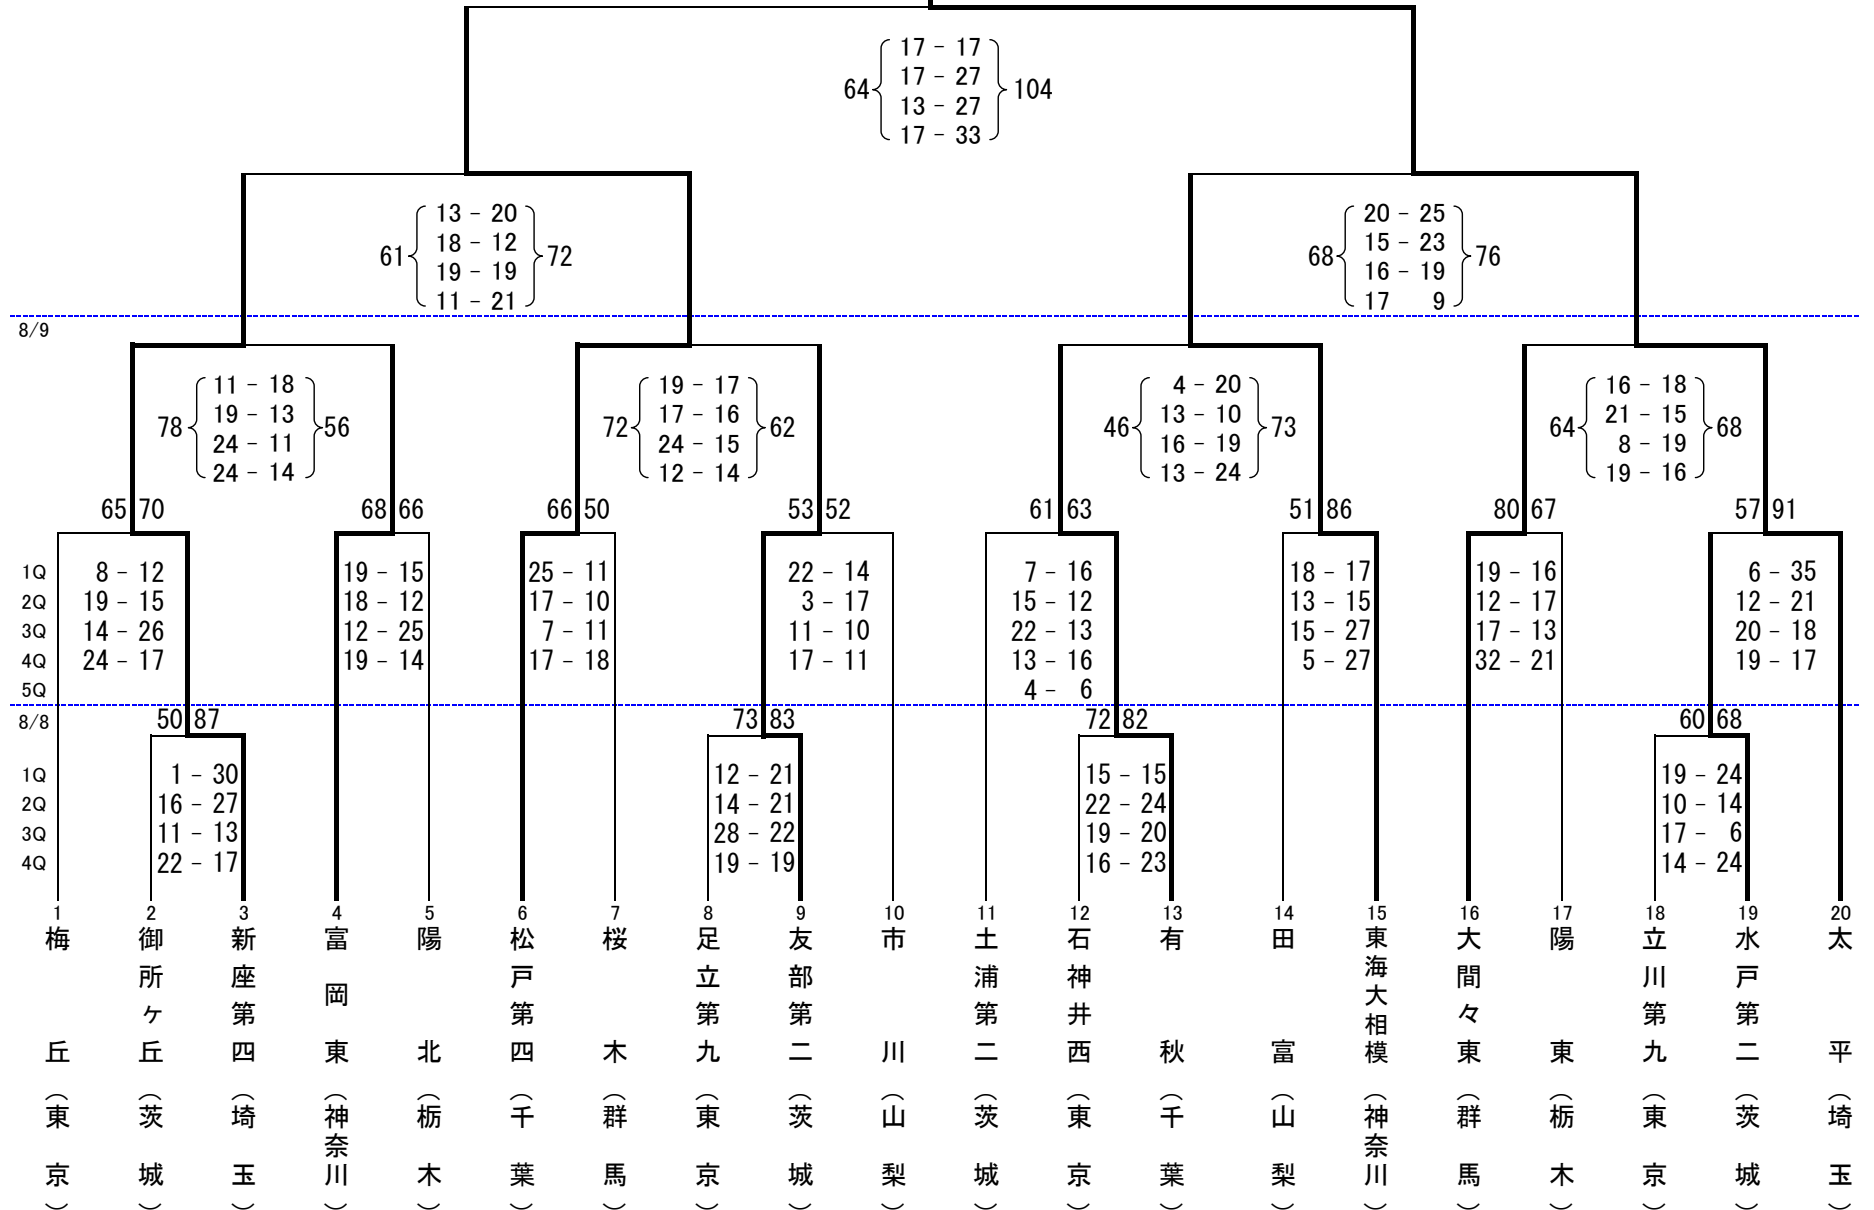 17 - 17
17 - 27
64 104
13 - 27
17 - 33
13 - 20 20 - 25
18 - 12 15 - 23
61 72 68 76
19 - 19 16 - 19
11 - 21 17 9
8/9
11 - 18 19 - 17 4 - 20 16 - 18
19 - 13 17 - 16 13 - 10 21 - 15
78 56 72 62 46 73 64 68
24 - 11 24 - 15 16 - 19 8 - 19
24 - 14 12 - 14 13 - 24 19 - 16
65 70 68 66 66 50 53 52 61 63 51 86 80 67 57 91
1Q 8 - 12 19 - 15 25 - 11 22 - 14 7 - 16 18 - 17 19 - 16 6 - 35
2Q 19 - 15 18 - 12 17 - 10 3 - 17 15 - 12 13 - 15 12 - 17 12 - 21
3Q 14 - 26 12 - 25 7 - 11 11 - 10 22 - 13 15 - 27 17 - 13 20 - 18
4Q 24 - 17 19 - 14 17 - 18 17 - 11 13 - 16 5 - 27 32 - 21 19 - 17
5Q 4 - 6
8/8 50 87 73 83 72 82 60 68
1Q 1 - 30 12 - 21 15 - 15 19 - 24
2Q 16 - 27 14 - 21 22 - 24 10 - 14
3Q 11 - 13 28 - 22 19 - 20 17 - 6
4Q 22 - 17 19 - 19 16 - 23 14 - 24
1 2 3 4 5 6 7 8 9 10 11 12 13 14 15 16 17 18 19 20
梅丘(東京)
御所ヶ丘(茨城)
新座第四(埼玉)
富岡東(神奈川)
陽北(栃木)
松戸第四(千葉)
桜木(群馬)
足立第九(東京)
友部第二(茨城)
市川(山梨)
土浦第二(茨城)
石神井西(東京)
有秋(千葉)
田富(山梨)
東海大相模(神奈川)
大間々東(群馬)
陽東(栃木)
立川第九(東京)
水戸第二(茨城)
太平(埼玉)